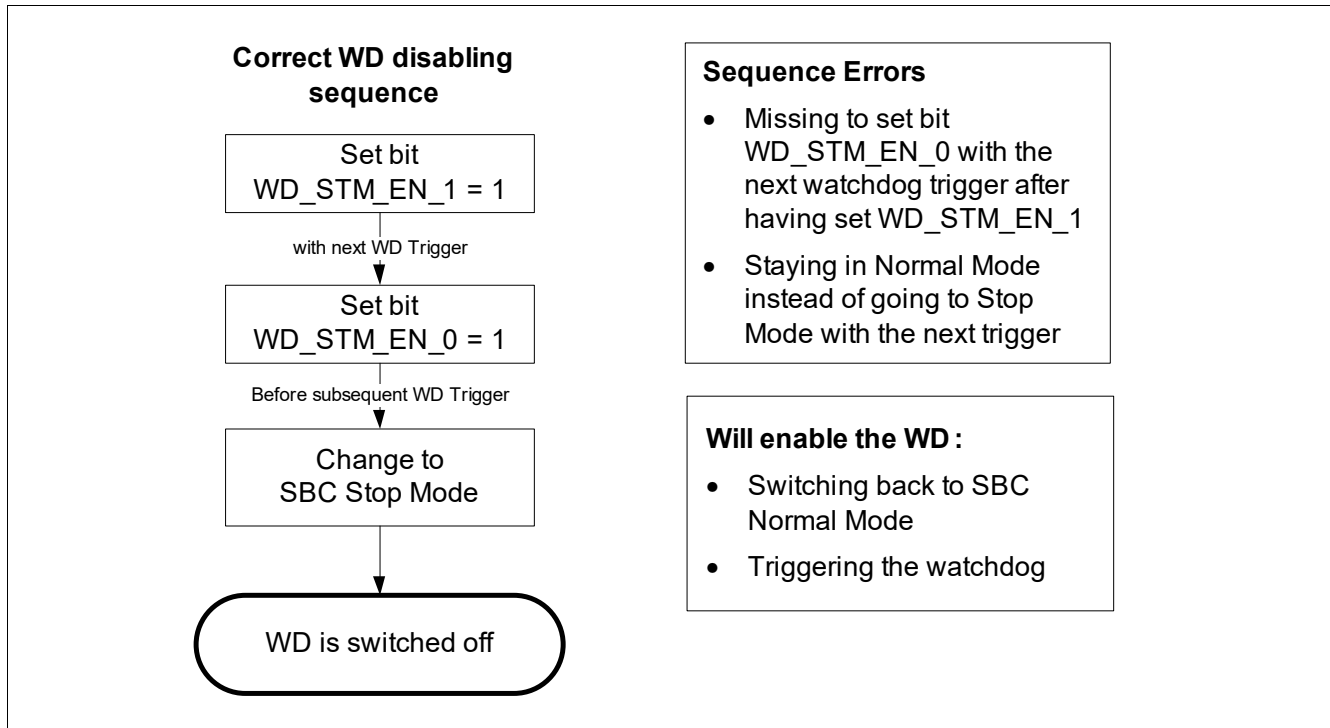 Correct WD disabling
sequence
Set bit
WD_STM_EN_1 = 1
with next WD Trigger
Set bit
WD_STM_EN_0 = 1
Before subsequent WD Trigger
Change to
SBC Stop Mode
WD is switched off
Sequence Errors
• Missing to set bit
WD_STM_EN_0 with the
next watchdog trigger after
having set WD_STM_EN_1
• Staying in Normal Mode
instead of going to Stop
Mode with the next trigger
Will enable the WD :
• Switching back to SBC
Normal Mode
• Triggering the watchdog